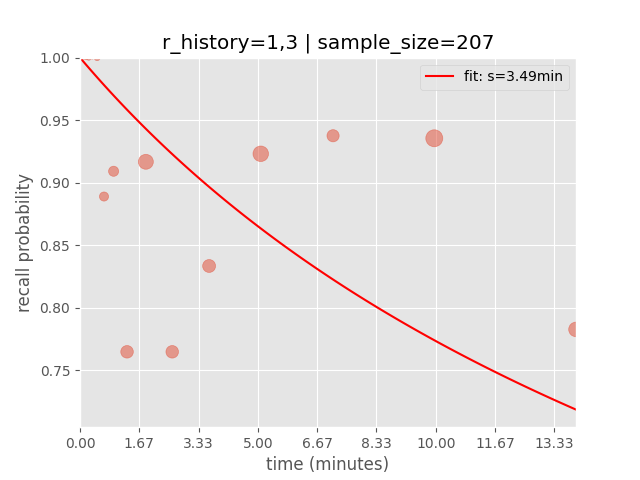 r_history=1,3 | sample_size=207
fit: s=3.49min
1.00
0.95
0.90
0.85
0.80
0.75
recall probability
0.00 1.67 3.33 5.00 6.67 8.33 10.00 11.67 13.33
time (minutes)